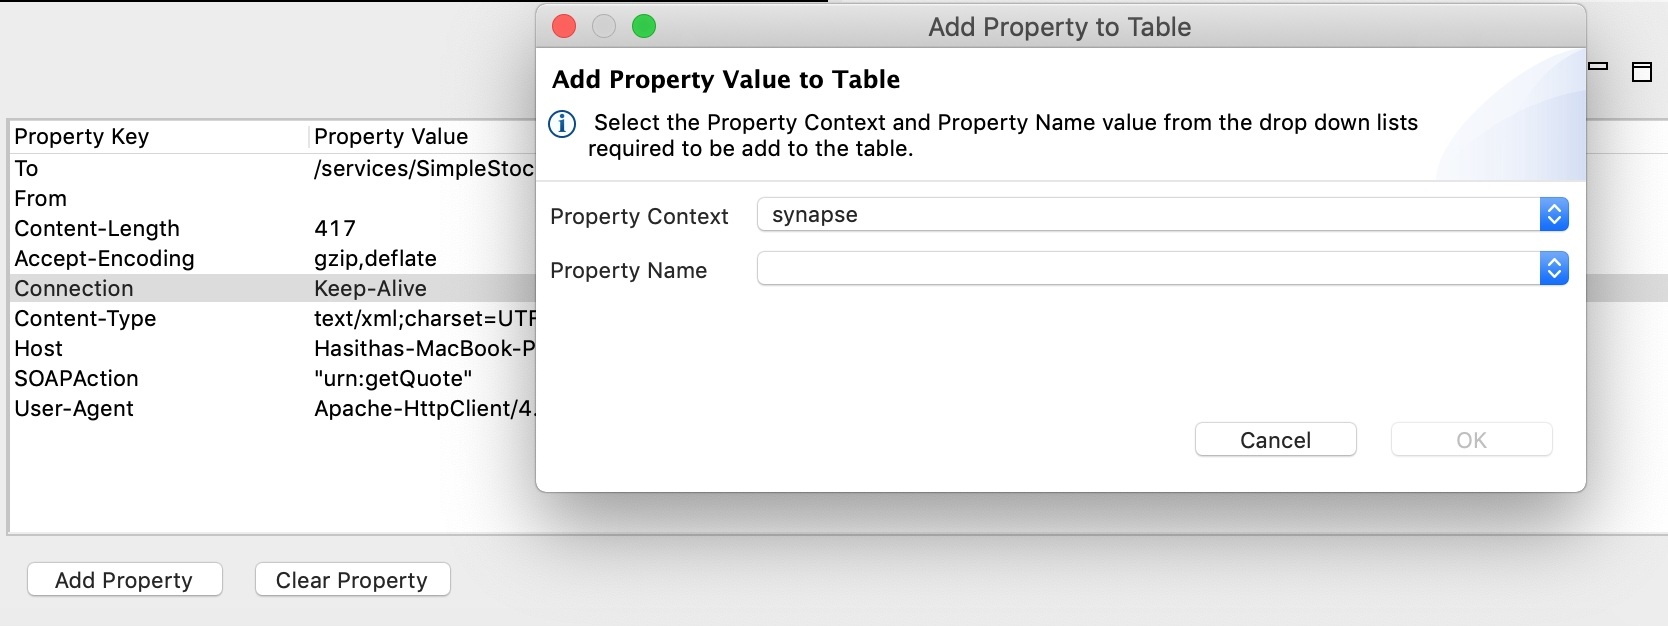 Add Property to Table
Add Property Value to Table
Select the Property Context and Property Name value from the drop down lists
required to be add to the table.
Property Context synapse
Property Name
Cancel OK
Property Key Property Value
To /services/SimpleStoc
From
Content-Length 417
Accept-Encoding gzip,deflate
Connection Keep-Alive
Content-Type text/xml;charset=UTF
Host Hasithas-MacBook-P
SOAPAction "urn:getQuote"
User-Agent Apache-HttpClient/4.
Add Property Clear Property